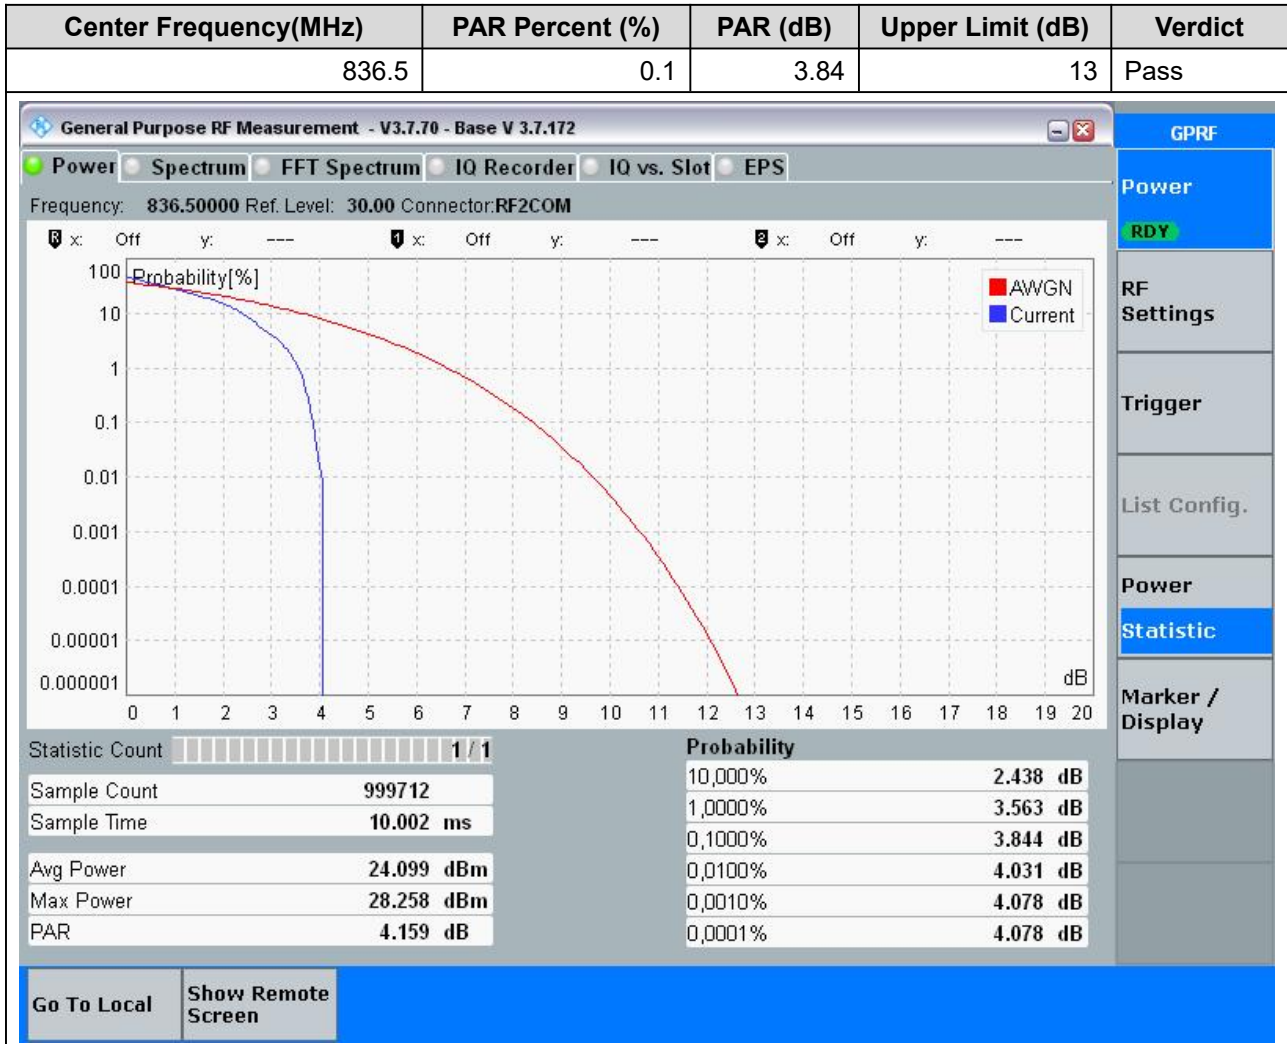 Center Frequency(MHz) PAR Percent (%) PAR (dB) Upper Limit (dB) Verdict
836.5 0.1 3.84 13 Pass
General Purpose RF Measurement - V3.7.70 - Base V 3.7.172
Power Spectrum FFT Spectrum IQ Recorder IQ vs. Slot EPS
Frequency: 836.50000 Ref. Level: 30.00 Connector:RF2COM
R x: Off y: --- 1 x: Off y: --- 2 x: Off y: ---
Probability[%]
AWGN
Current
100
10
1
0.1
0.01
0.001
0.0001
0.00001
0.000001
dB
0 1 2 3 4 5 6 7 8 9 10 11 12 13 14 15 16 17 18 19 20
Statistic Count 1 / 1
Sample Count 999712
Sample Time 10.002 ms
Avg Power 24.099 dBm
Max Power 28.258 dBm
PAR 4.159 dB
Probability
10,000% 2.438 dB
1,0000% 3.563 dB
0,1000% 3.844 dB
0,0100% 4.031 dB
0,0010% 4.078 dB
0,0001% 4.078 dB
GPRF
Power
RDY
RF
Settings
Trigger
List Config.
Power
Statistic
Marker /
Display
Go To Local
Show Remote
Screen